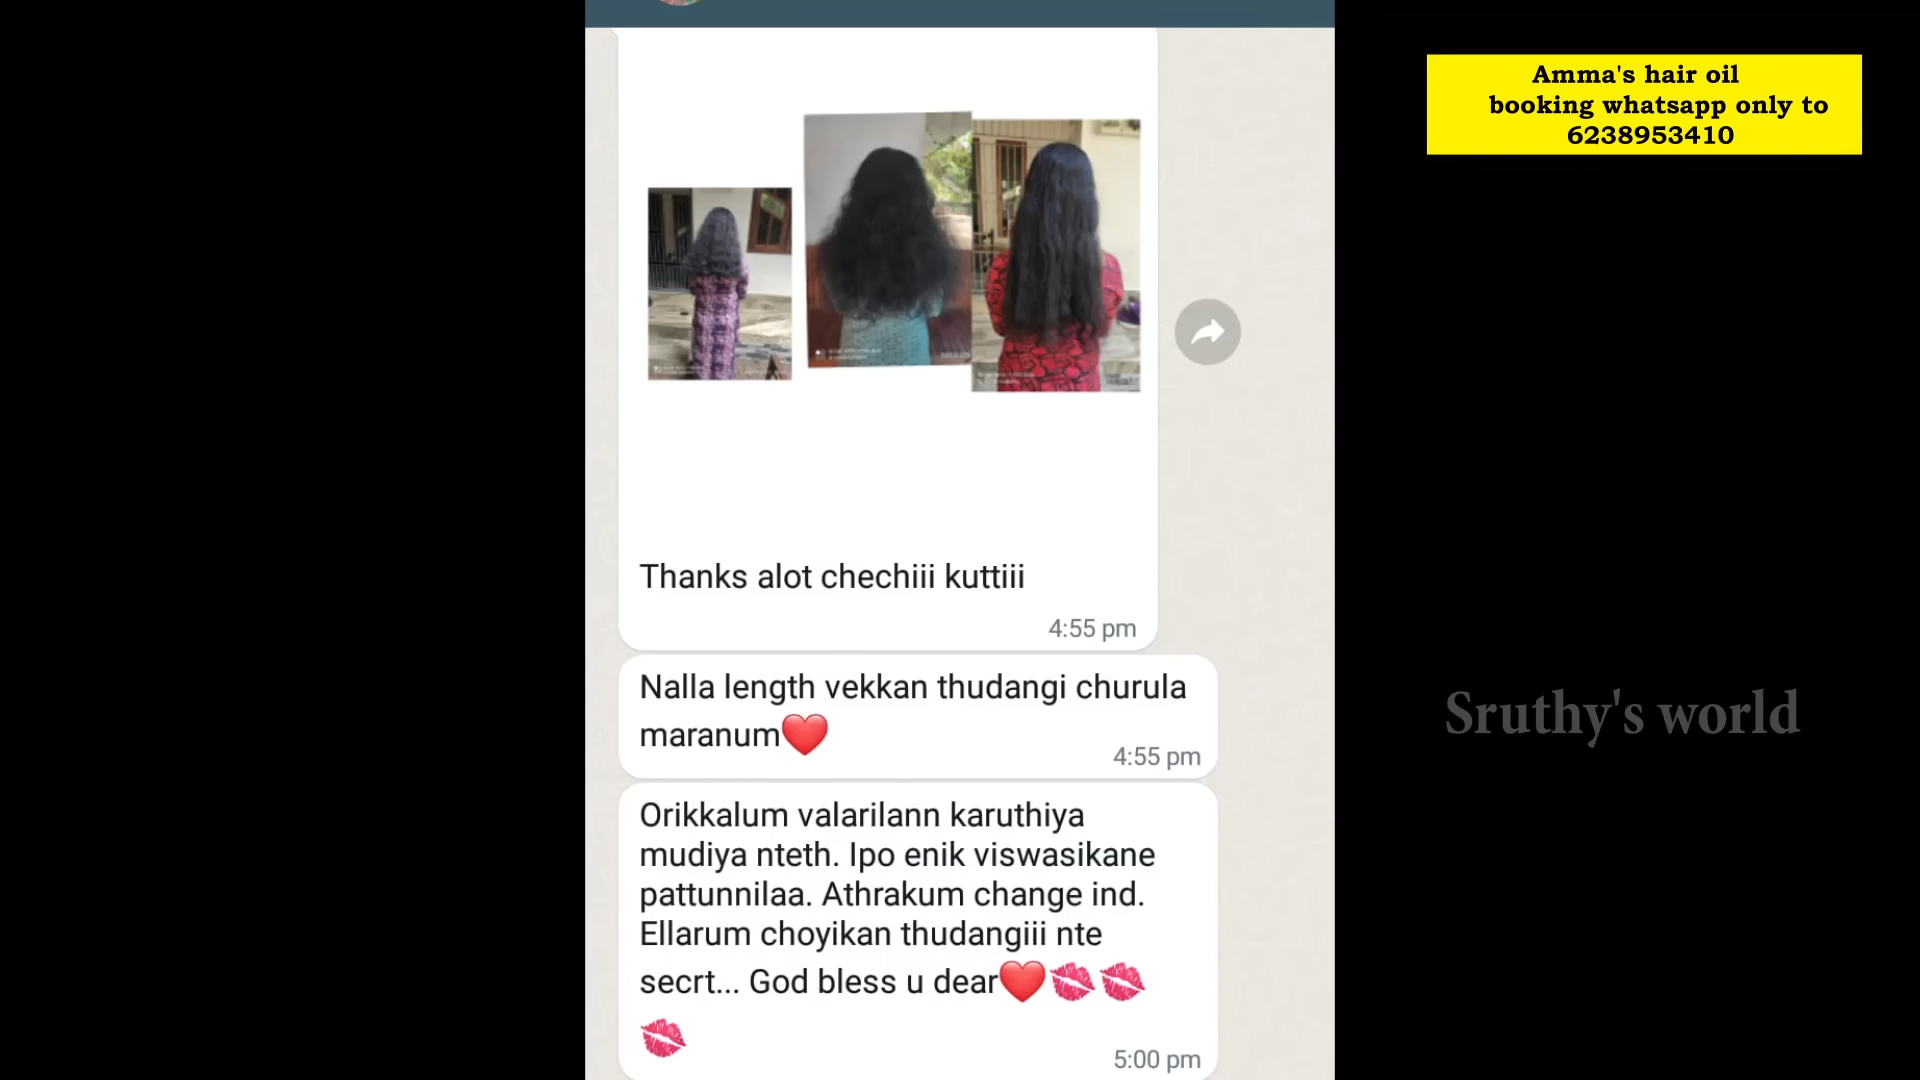 Amma's hair oil
booking whatsapp only to
6238953410
Thanks alot chechiii kuttiii
4:55 pm
Nalla length vekkan thudangi churula
maranum❤️
4:55 pm
Orikkalum valarilann karuthiya
mudiya nteth. Ipo enik viswasikane
pattunnilaa. Athrakum change ind.
Ellarum choyikan thudangiii nte
secrt... God bless u dear❤️💋💋
💋
5:00 pm
Sruthy's world